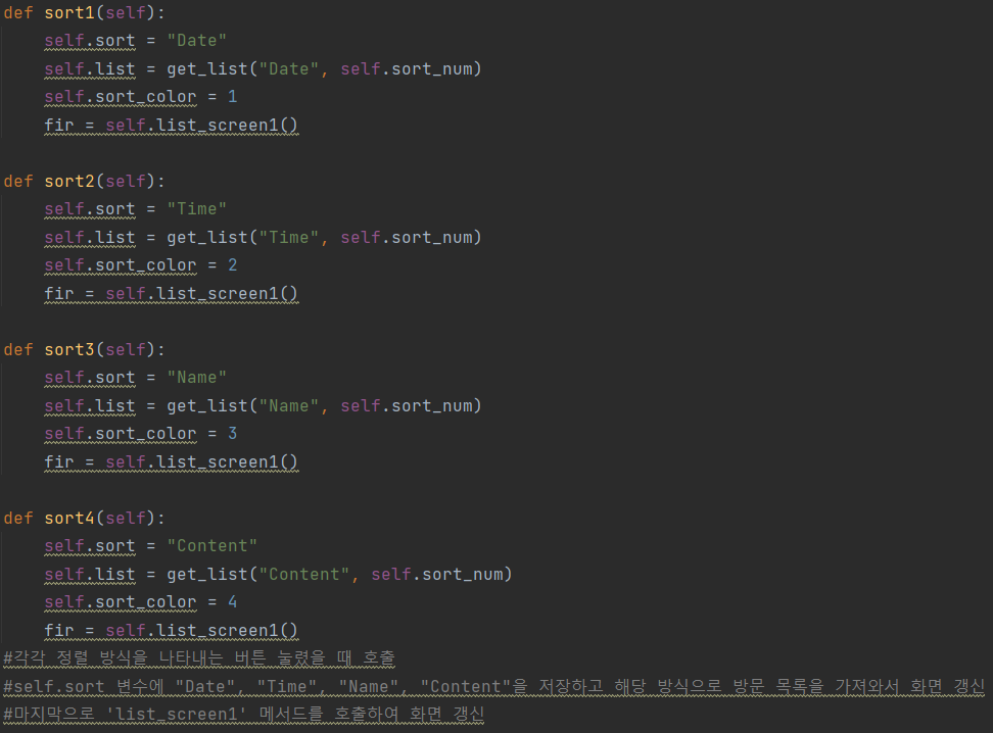 def sort1(self):
self.sort = "Date"
self.list = get_list("Date", self.sort_num)
self.sort_color = 1
fir = self.list_screen1()
def sort2(self):
self.sort = "Time"
self.list = get_list("Time", self.sort_num)
self.sort_color = 2
fir = self.list_screen1()
def sort3(self):
self.sort = "Name"
self.list = get_list("Name", self.sort_num)
self.sort_color = 3
fir = self.list_screen1()
def sort4(self):
self.sort = "Content"
self.list = get_list("Content", self.sort_num)
self.sort_color = 4
fir = self.list_screen1()
#각각 정렬 방식을 나타내는 버튼 눌렸을 때 호출
#self.sort 변수에 "Date", "Time", "Name", "Content"을 저장하고 해당 방식으로 방문 목록을 가져와서 화면 갱신
#마지막으로 'list_screen1' 메서드를 호출하여 화면 갱신